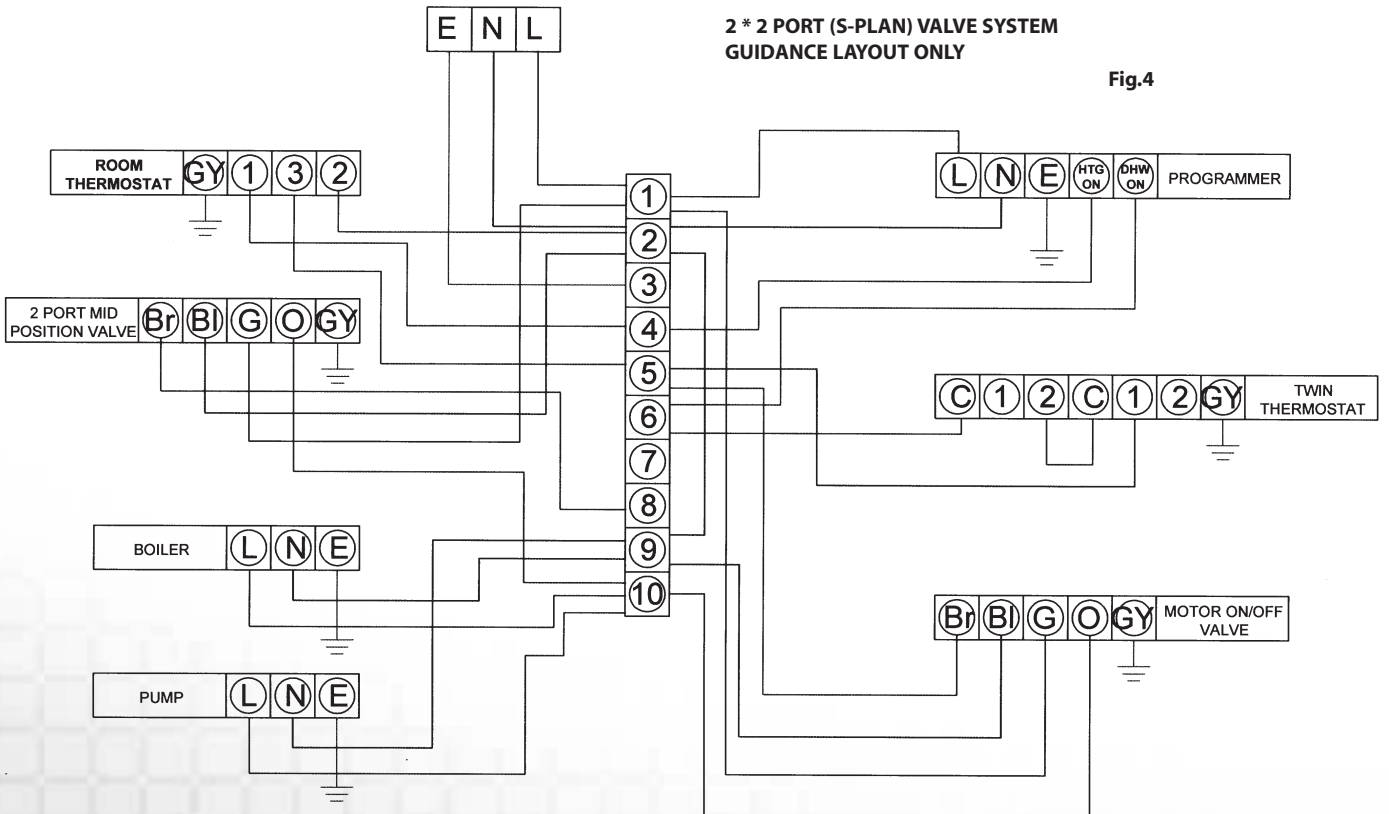 E N L
2 * 2 PORT (S-PLAN) VALVE SYSTEM
GUIDANCE LAYOUT ONLY
Fig.4
ROOM
THERMOSTAT
GY 1 3 2
L N E HTG ON DHW ON
PROGRAMMER
1
2
3
4
5
6
7
8
9
10
2 PORT MID
POSITION VALVE
Br Bl G O GY
C 1 2 C 1 2 GY
TWIN
THERMOSTAT
BOILER L N E
Br Bl G O GY
MOTOR ON/OFF
VALVE
PUMP L N E